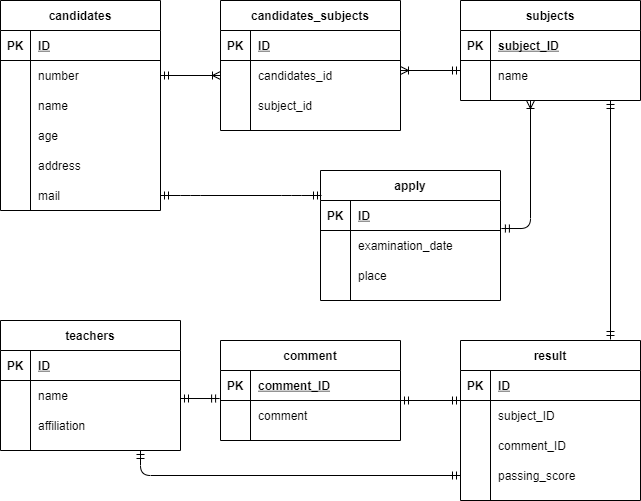 candidates
PK ID
number
name
age
address
mail
candidates_subjects
PK ID
candidates_id
subject_id
subjects
PK subject_ID
name
apply
PK ID
examination_date
place
teachers
PK ID
name
affiliation
comment
PK comment_ID
comment
result
PK ID
subject_ID
comment_ID
passing_score